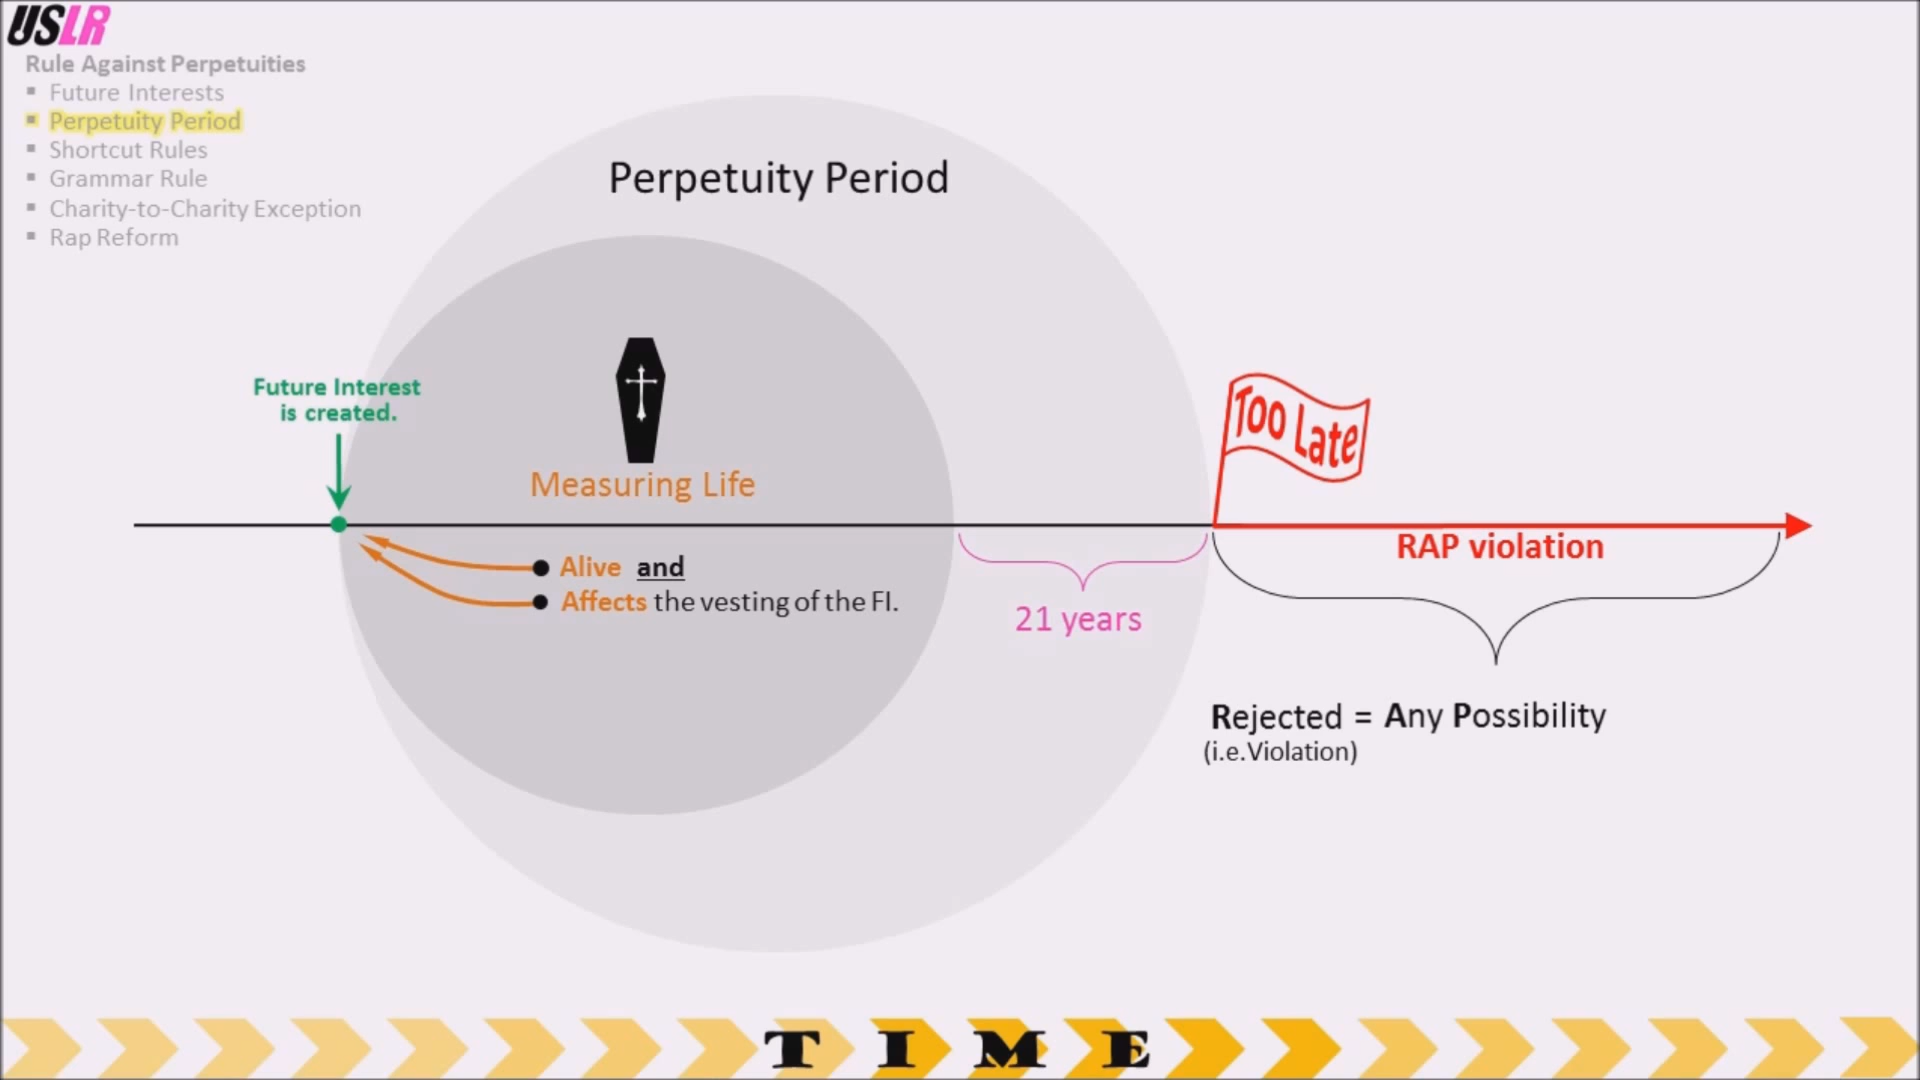 USLR
Rule Against Perpetuities
▪ Future Interests
▪ Perpetuity Period
▪ Shortcut Rules
▪ Grammar Rule
▪ Charity-to-Charity Exception
▪ Rap Reform
Perpetuity Period
Future Interest
is created.
Measuring Life
Too Late
RAP violation
Alive and
Affects the vesting of the FI.
21 years
Rejected = Any Possibility
(i.e.Violation)
TIME